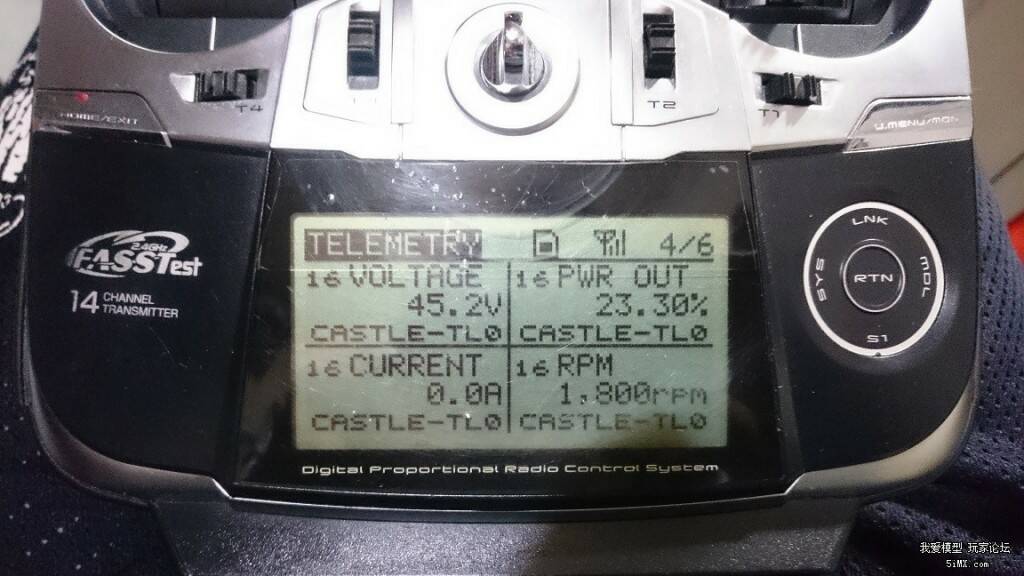 T4
T2
T1
HOME/EXIT
U.MENU/MON.
TELEMETRY 4/6
16 VOLTAGE
45.2V
CASTLE-TL0
16 PWR OUT
23.30%
CASTLE-TL0
16 CURRENT
0.0A
CASTLE-TL0
16 RPM
1,800rpm
CASTLE-TL0
2.4GHz
FASSTest
14 CHANNEL
TRANSMITTER
LNK
SYS
RTN
MDL
S1
Digital Proportional Radio Control System
我爱模型 玩家论坛
5iMX.com